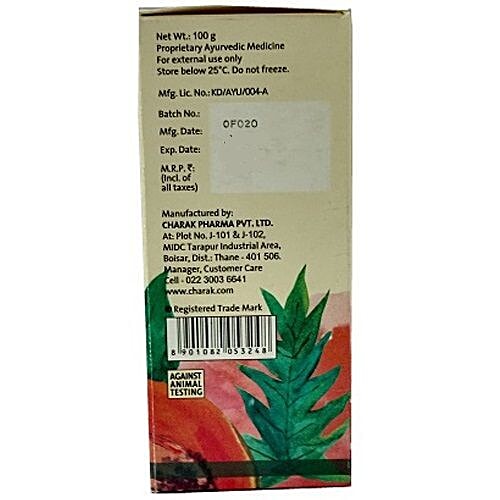 Net Wt.: 100 g
Proprietary Ayurvedic Medicine
For external use only
Store below 25°C. Do not freeze.
Mfg. Lic. No.: KD/AYU/004-A
Batch No.:
0F020
Mfg. Date:
Exp. Date:
M.R.P. ₹:
(Incl. of
all taxes)
Manufactured by:
CHARAK PHARMA PVT. LTD.
At: Plot No. J-101 & J-102,
MIDC Tarapur Industrial Area,
Boisar, Dist.: Thane - 401 506.
Manager, Customer Care
Cell - 022 3003 6641
www.charak.com
® Registered Trade Mark
8 901082 053248
AGAINST
ANIMAL
TESTING